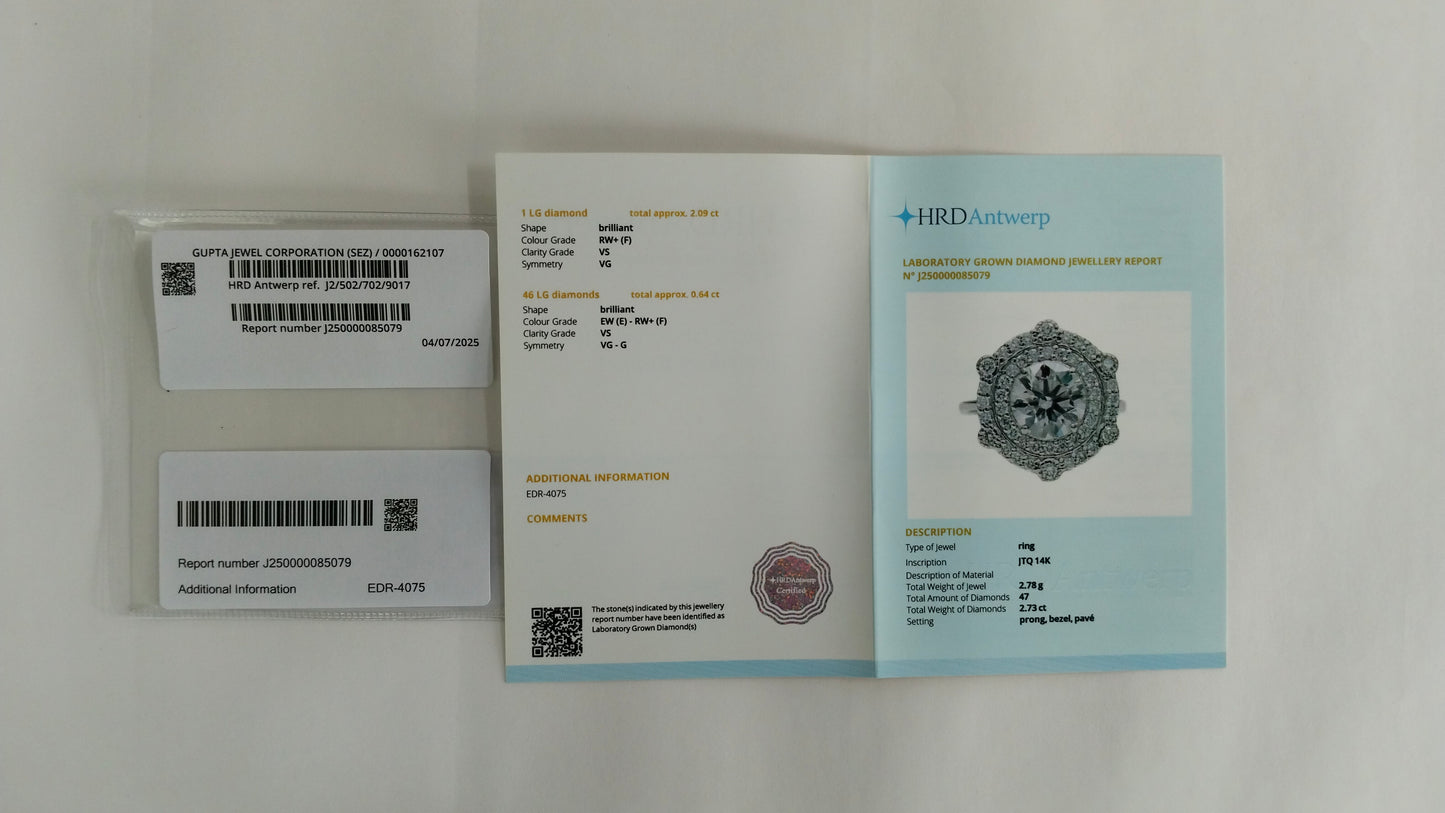 GUPTA JEWEL CORPORATION (SEZ) / 0000162107
HRD Antwerp ref. J2/502/702/9017
Report number J250000085079
04/07/2025
Report number J250000085079
Additional Information EDR-4075
1 LG diamond total approx. 2.09 ct
Shape brilliant
Colour Grade RW+ (F)
Clarity Grade VS
Symmetry VG
46 LG diamonds total approx. 0.64 ct
Shape brilliant
Colour Grade EW (E) - RW+ (F)
Clarity Grade VS
Symmetry VG - G
ADDITIONAL INFORMATION
EDR-4075
COMMENTS
HRDAntwerp
Certified
The stone(s) indicated by this jewellery
report number have been identified as
Laboratory Grown Diamond(s)
HRDAntwerp
LABORATORY GROWN DIAMOND JEWELLERY REPORT
N° J250000085079
DESCRIPTION
Type of Jewel ring
Inscription JTQ 14K
Description of Material
Total Weight of Jewel 2.78 g
Total Amount of Diamonds 47
Total Weight of Diamonds 2.73 ct
Setting prong, bezel, pavé